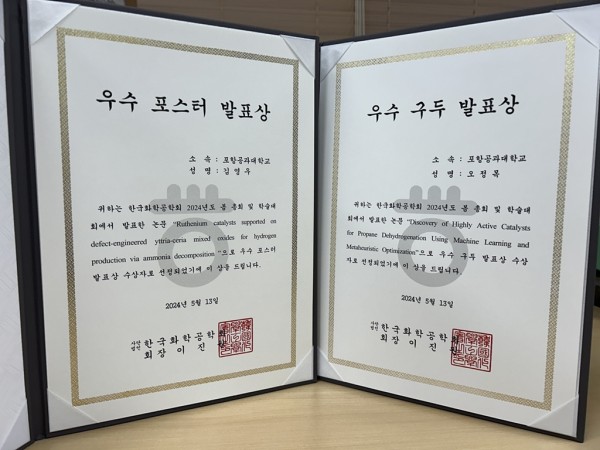 우수 포스터 발표상
소 속 : 포항공과대학교
성 명 : 김영우
귀하는 한국화학공학회 2024년도 봄 총회 및 학술대
회에서 발표한 논문 "Ruthenium catalysts supported on
defect-engineered yttria-ceria mixed oxides for hydrogen
production via ammonia decomposition "으로 우수 포스터
발표상 수상자로 선정되었기에 이 상을 드립니다.
2024년 5월 13일
사단법인 한국화학공학회
회장 이진
우수 구두 발표상
소 속 : 포항공과대학교
성 명 : 오정목
귀하는 한국화학공학회 2024년도 봄 총회 및 학술대
회에서 발표한 논문 "Discovery of Highly Active Catalysts
for Propane Dehydrogenation Using Machine Learning and
Metaheristic Optimization"으로 우수 구두 발표상 수상
자로 선정되었기에 이 상을 드립니다.
2024년 5월 13일
사단법인 한국화학공학회
회장 이진